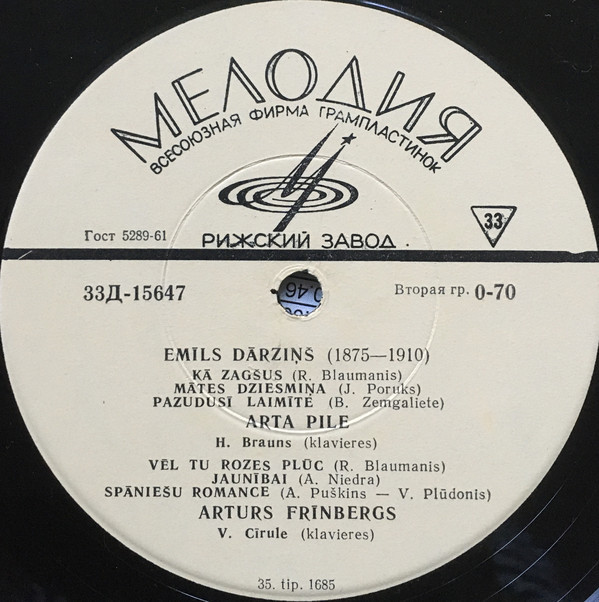 МЕЛОДИЯ
ВСЕСОЮЗНАЯ ФИРМА ГРАМПЛАСТИНОК
33
Гост 5289-61
РИЖСКИЙ ЗАВОД
33Д-15647
Вторая гр. 0-70
EMĪLS DĀRZIŅŠ (1875—1910)
KĀ ZAGŠUS (R. Blaumanis)
MĀTES DZIESMIŅA (J. Poruks)
PAZUDUSĪ LAIMĪTE (B. Zemgaliete)
ARTA PILE
H. Brauns (klavieres)
VĒL TU ROZES PLŪC (R. Blaumanis)
JAUNĪBAI (A. Niedra)
SPĀNIEŠU ROMANCE (A. Puškins — V. Plūdonis)
ARTURS FRĪNBERGS
V. Cīrule (klavieres)
35. tip. 1685